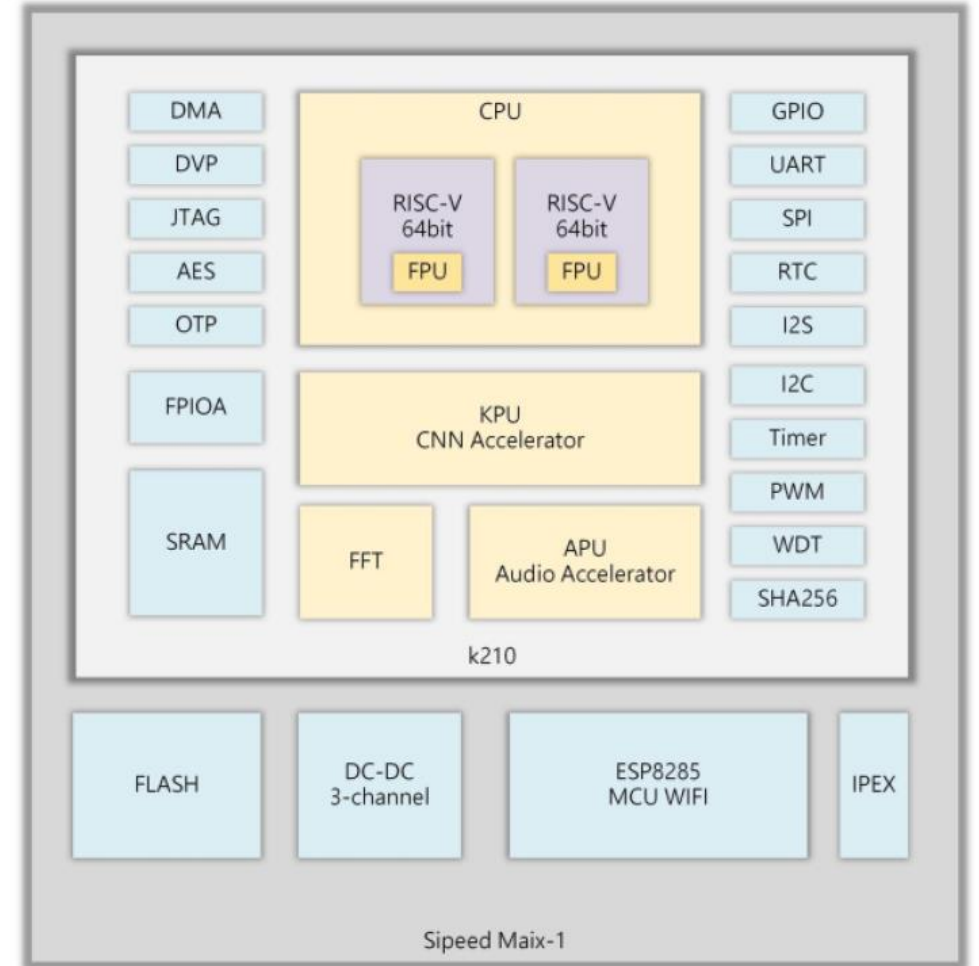 DMA
DVP
JTAG
AES
OTP
FPIOA
SRAM
CPU
RISC-V
64bit
FPU
RISC-V
64bit
FPU
KPU
CNN Accelerator
FFT
APU
Audio Accelerator
GPIO
UART
SPI
RTC
I2S
I2C
Timer
PWM
WDT
SHA256
k210
FLASH
DC-DC
3-channel
ESP8285
MCU WIFI
IPEX
Sipeed Maix-1